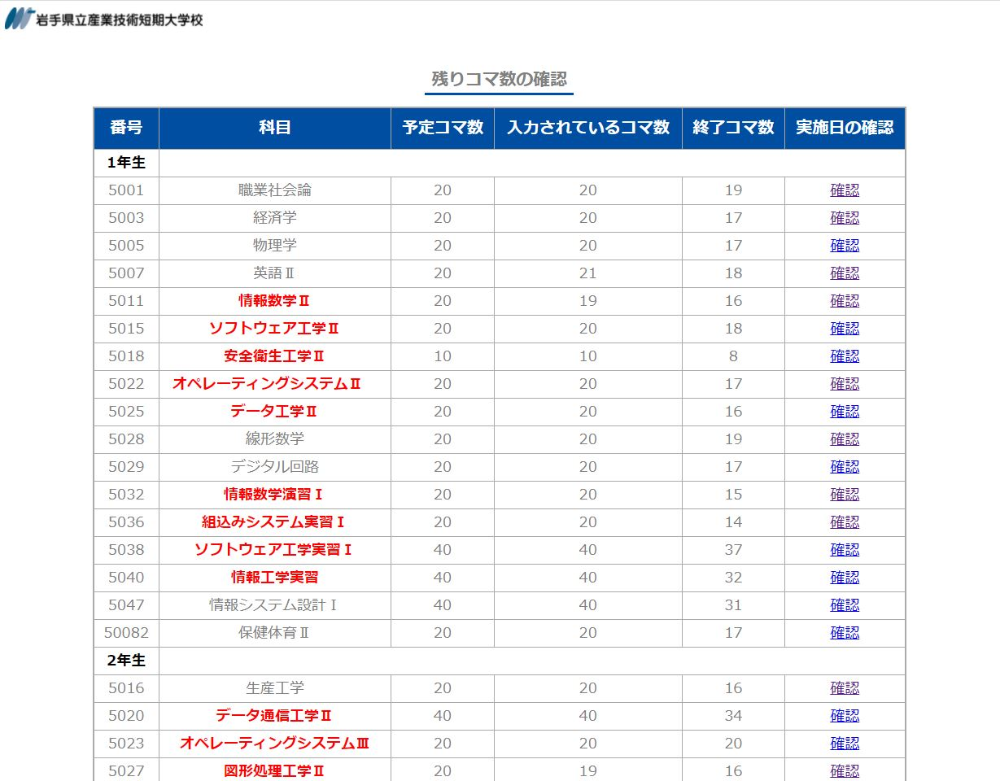 岩手県立産業技術短期大学校
残りコマ数の確認
番号 科目 予定コマ数 入力されているコマ数 終了コマ数 実施日の確認
1年生
5001 職業社会論 20 20 19 確認
5003 経済学 20 20 17 確認
5005 物理学 20 20 17 確認
5007 英語Ⅱ 20 21 18 確認
5011 情報数学Ⅱ 20 19 16 確認
5015 ソフトウェア工学Ⅱ 20 20 18 確認
5018 安全衛生工学Ⅱ 10 10 8 確認
5022 オペレーティングシステムⅡ 20 20 17 確認
5025 データ工学Ⅱ 20 20 16 確認
5028 線形数学 20 20 19 確認
5029 デジタル回路 20 20 17 確認
5032 情報数学演習Ⅰ 20 20 15 確認
5036 組込みシステム実習Ⅰ 20 20 14 確認
5038 ソフトウェア工学実習Ⅰ 40 40 37 確認
5040 情報工学実習 40 40 32 確認
5047 情報システム設計Ⅰ 40 40 31 確認
50082 保健体育Ⅱ 20 20 17 確認
2年生
5016 生産工学 20 20 16 確認
5020 データ通信工学Ⅱ 40 40 34 確認
5023 オペレーティングシステムⅢ 20 20 20 確認
5027 図形処理工学Ⅱ 20 19 16 確認